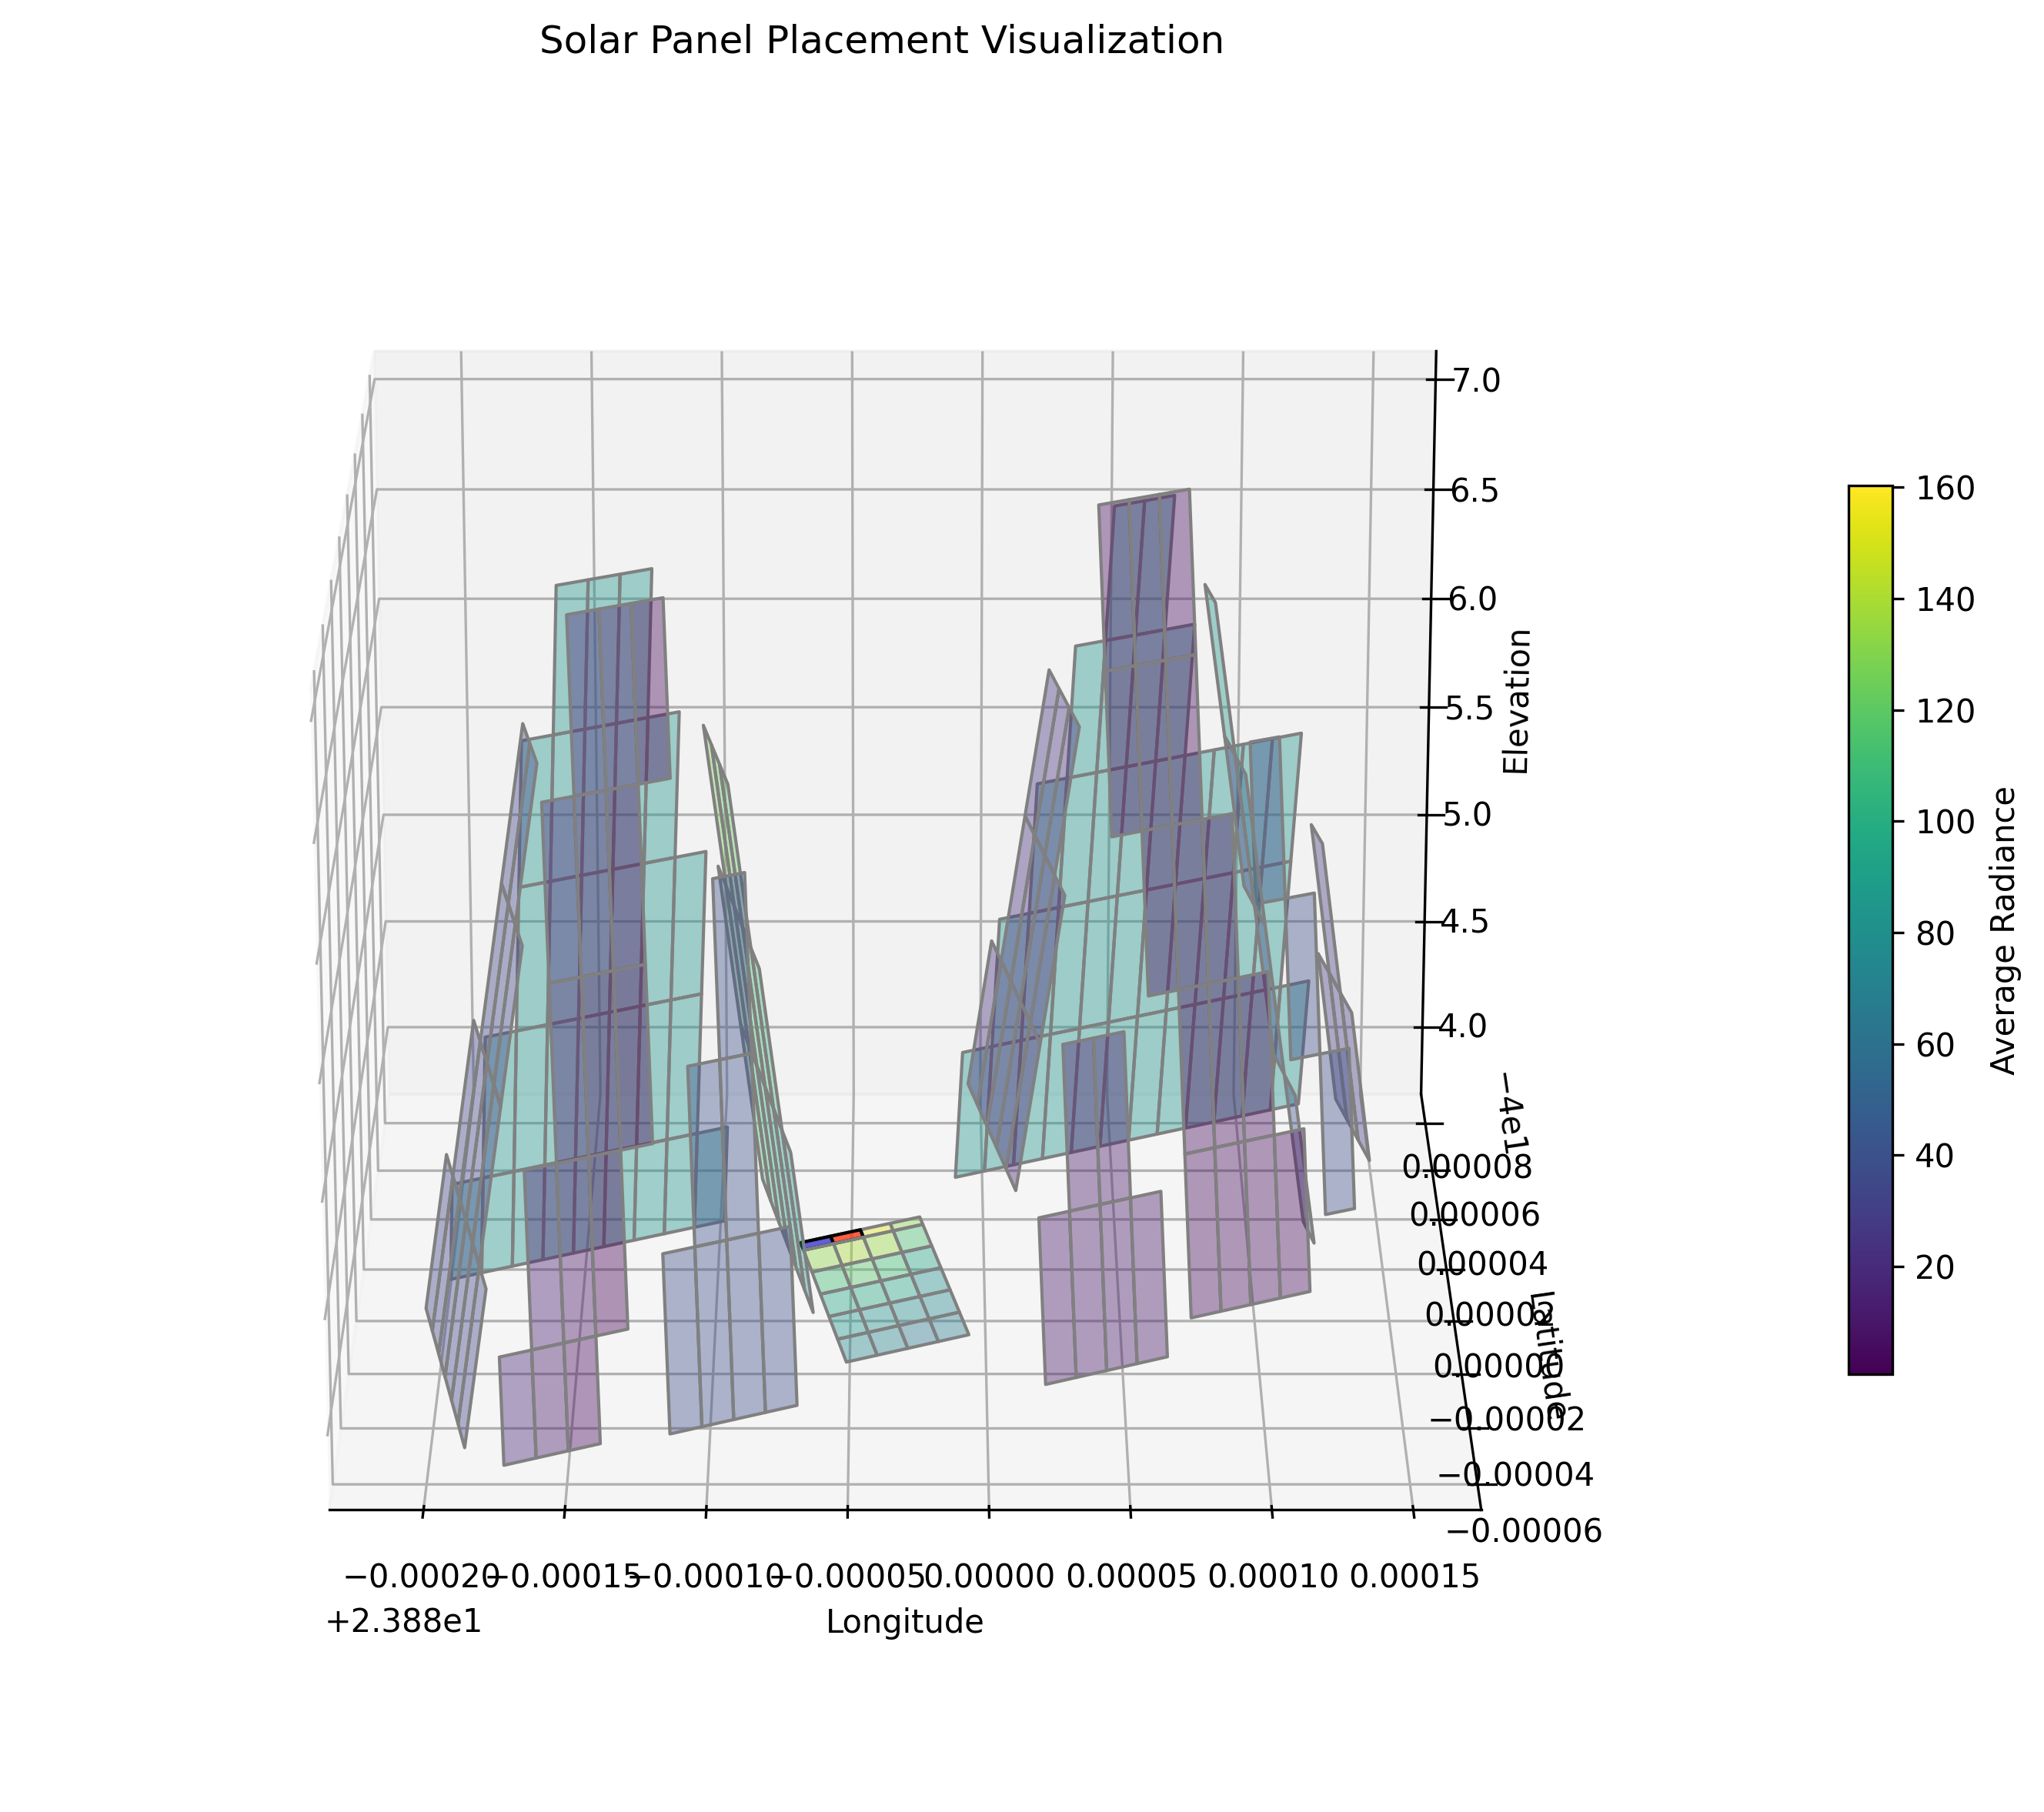 Solar Panel Placement Visualization
7.0
6.5
6.0
5.5
5.0
4.5
4.0
Elevation
−4e1
0.00008
0.00006
0.00004
0.00002
0.00000
−0.00002
−0.00004
−0.00006
Latitude
−0.00020 −0.00015 −0.00010 −0.00005 0.00000 0.00005 0.00010 0.00015
+2.388e1
Longitude
160
140
120
100
80
60
40
20
Average Radiance